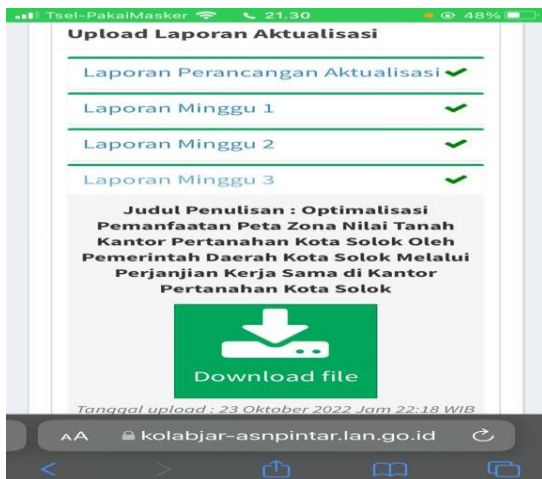 Tsel-PakaiMasker 21.30 48%
Upload Laporan Aktualisasi
Laporan Perancangan Aktualisasi
Laporan Minggu 1
Laporan Minggu 2
Laporan Minggu 3
Judul Penulisan : Optimalisasi
Pemanfaatan Peta Zona Nilai Tanah
Kantor Pertanahan Kota Solok Oleh
Pemerintah Daerah Kota Solok Melalui
Perjanjian Kerja Sama di Kantor
Pertanahan Kota Solok
Download file
Tanggal upload : 23 Oktober 2022 Jam 22:18 WIB
AA kolabjar-asnpintar.lan.go.id